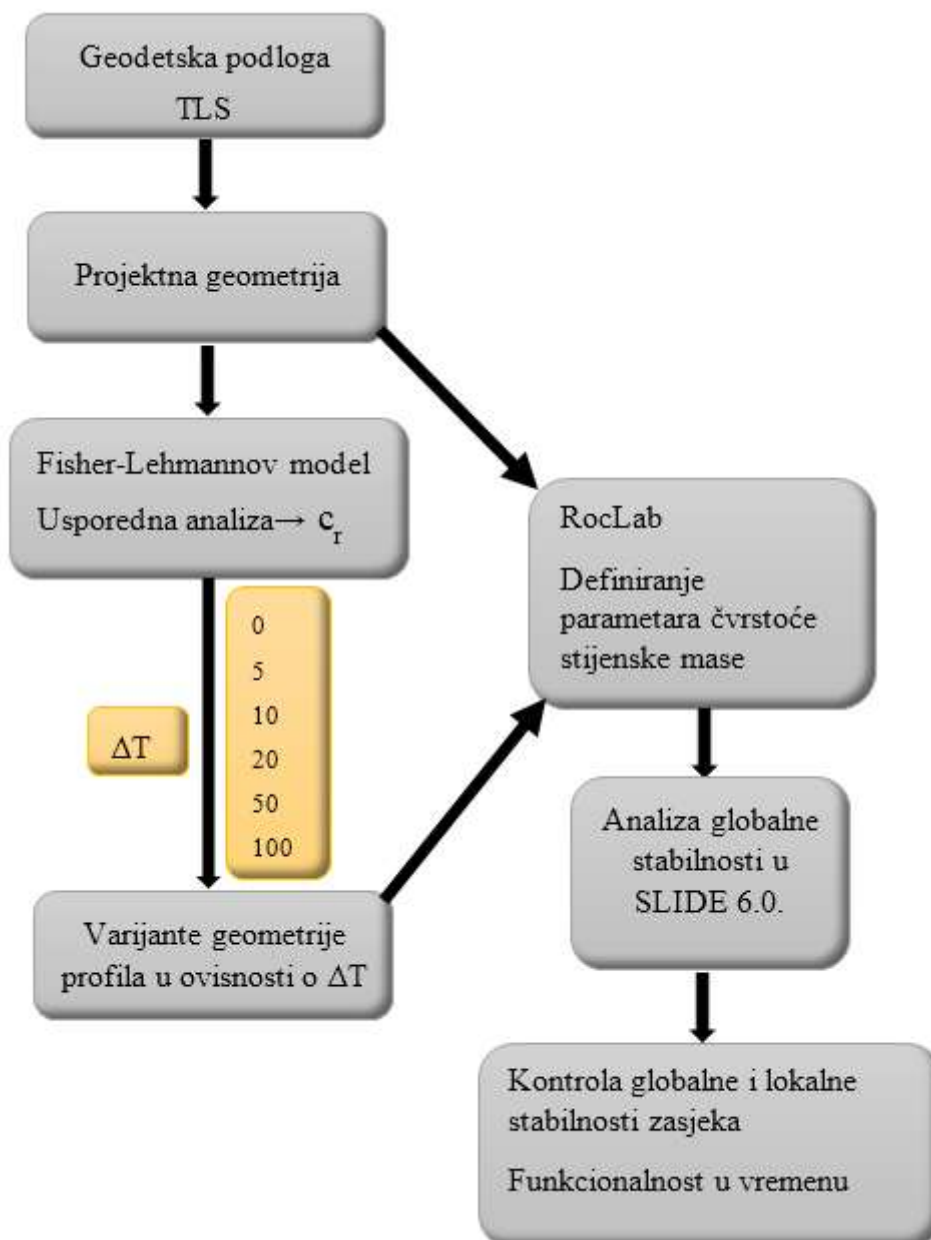 Geodetska podloga
TLS
Projektna geometrija
Fisher-Lehmannov model
Usporedna analiza→ cᵣ
ΔT
0
5
10
20
50
100
Varijante geometrije
profila u ovisnosti o ΔT
RocLab
Definiranje
parametara čvrstoće
stijenske mase
Analiza globalne
stabilnosti u
SLIDE 6.0.
Kontrola globalne i lokalne
stabilnosti zasjeka
Funkcionalnost u vremenu